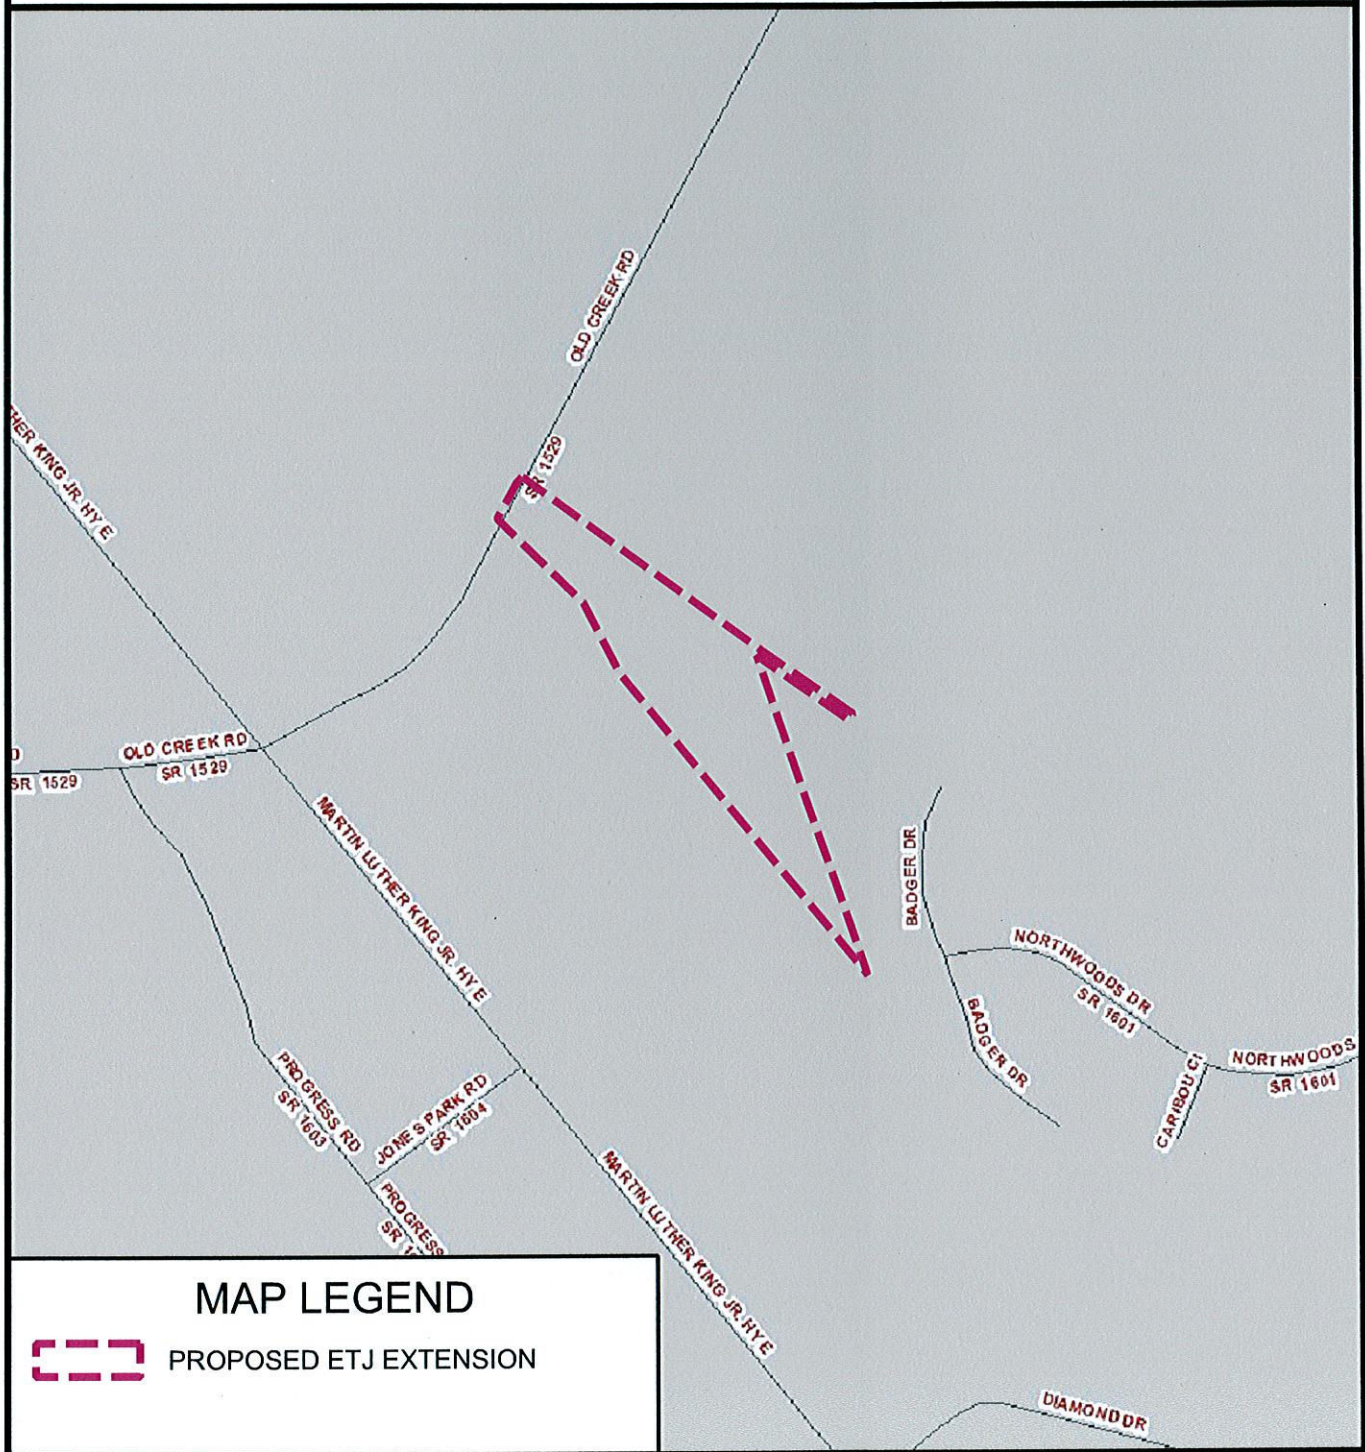 OLD CREEK RD
SR 1529
THER KING JR. HY E
OLD CREEK RD
SR 1529
SR 1529
MARTIN LUTHER KING JR. HY E
BADGER DR
NORTHWOODS DR
SR 1601
BADGER DR
NORTHWOODS
SR 1601
CARIBOU CT
PROGRESS RD
SR 1603
JONES PARK RD
SR 1604
PROGRESS
MARTIN LUTHER KING JR. HY E
DIAMOND DR
MAP LEGEND
PROPOSED ETJ EXTENSION